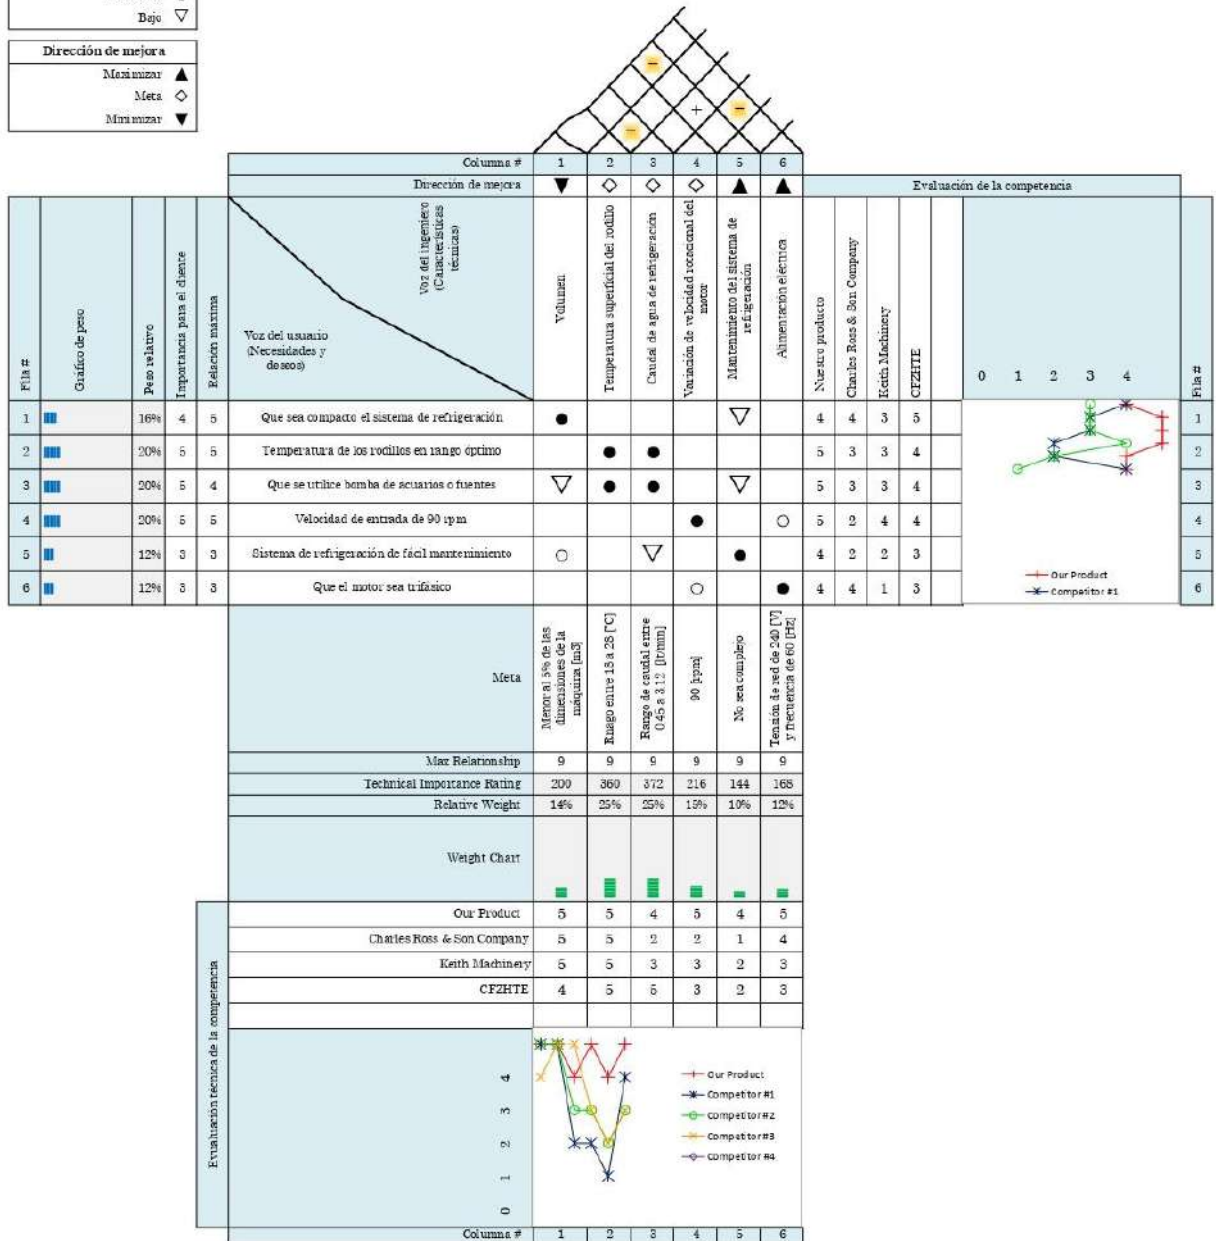 Bajo ▽
Dirección de mejora
Maximizar ▲
Meta ◇
Minimizar ▼
− + − −
Columna # 1 2 3 4 5 6
Dirección de mejora ▼ ◇ ◇ ◇ ▲ ▲ Evaluación de la competencia
Fila #
Gráfico de peso
Peso relativo
Importancia para el cliente
Relación máxima
Voz del ingeniero
(Características
técnicas)
Voz del usuario
(Necesidades y
deseos)
Volumen
Temperatura superficial del rodillo
Caudal de agua de refrigeración
Variación de velocidad rotacional del
motor
Mantenimiento del sistema de
refrigeración
Alimentación eléctrica
Nuestro producto
Charles Ross & Son Company
Keith Machinery
CFZHTE
0 1 2 3 4
Fila #
1 16% 4 5 Que sea compacto el sistema de refrigeración ● ▽ 4 4 3 5 1
2 20% 5 5 Temperatura de los rodillos en rango óptimo ● ● 5 3 3 4 2
3 20% 5 4 Que se utilice bomba de acuarios o fuentes ▽ ● ● ▽ 5 3 3 4 3
4 20% 5 5 Velocidad de entrada de 90 rpm ● ○ 5 2 4 4 4
5 12% 3 3 Sistema de refrigeración de fácil mantenimiento ○ ▽ ● 4 2 2 3 5
6 12% 3 3 Que el motor sea trifásico ○ ● 4 4 1 3 6
Our Product
Competitor #1
Meta
Menor al 5% de las
dimensiones de la
máquina [m3]
Rnago entre 18 a 28 [°C]
Rango de caudal entre
0.45 a 3.12 [lt/min]
90 [rpm]
No sea complejo
Tensión de red de 240 [V]
y frecuencia de 60 [Hz]
Max Relationship 9 9 9 9 9 9
Technical Importance Rating 200 360 372 216 144 168
Relative Weight 14% 25% 25% 15% 10% 12%
Weight Chart
Evualuación técnica de la competencia
Our Product 5 5 4 5 4 5
Charles Ross & Son Company 5 5 2 2 1 4
Keith Machinery 5 5 3 3 2 3
CFZHTE 4 5 5 3 2 3
4
3
2
1
0
Our Product
Competitor #1
Competitor #2
Competitor #3
Competitor #4
Columna # 1 2 3 4 5 6